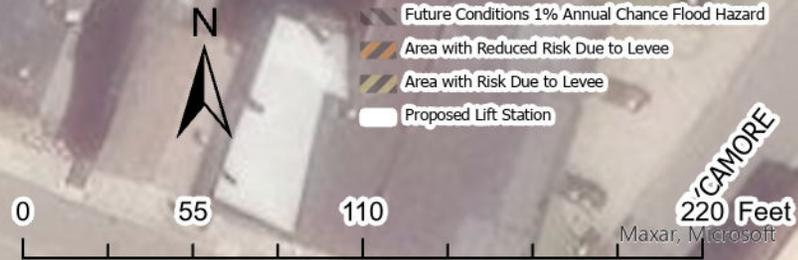 N
Future Conditions 1% Annual Chance Flood Hazard
Area with Reduced Risk Due to Levee
Area with Risk Due to Levee
Proposed Lift Station
YCAMORE
0 55 110 220 Feet
Maxar, Microsoft